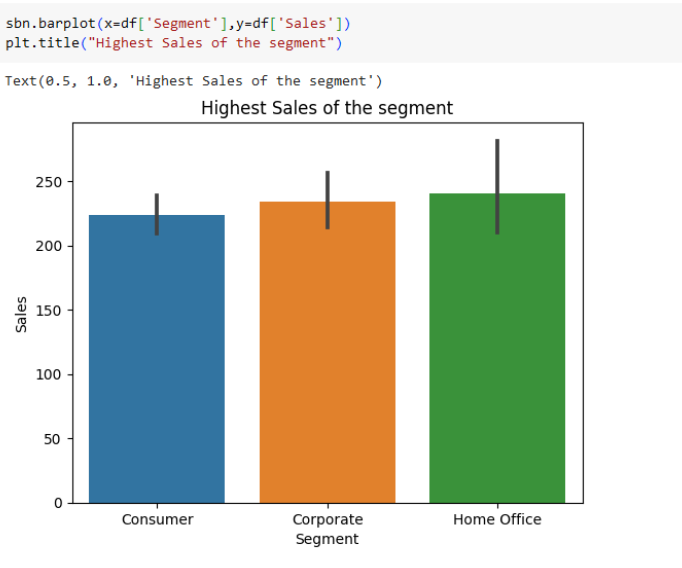 sbn.barplot(x=df['Segment'],y=df['Sales'])
plt.title("Highest Sales of the segment")
Text(0.5, 1.0, 'Highest Sales of the segment')
Highest Sales of the segment
250
200
150
100
50
0
Sales
Consumer Corporate Home Office
Segment